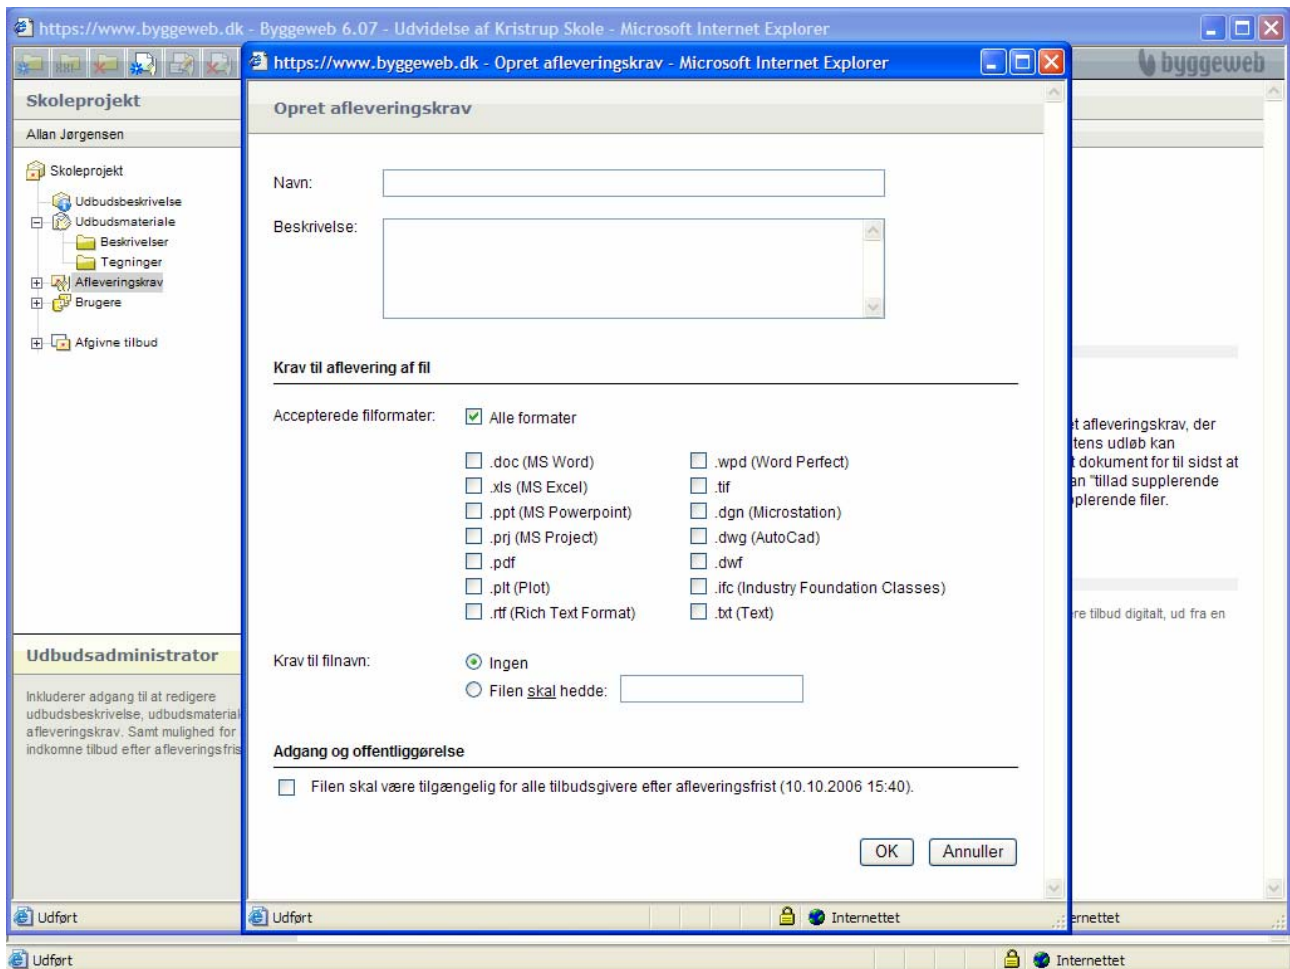 https://www.byggeweb.dk - Byggeweb 6.07 - Udvidelse af Kristrup Skole - Microsoft Internet Explorer
byggeweb
Skoleprojekt
Allan Jørgensen
Skoleprojekt
Udbudsbeskrivelse
Udbudsmateriale
Beskrivelser
Tegninger
Afleveringskrav
Brugere
Afgivne tilbud
Udbudsadministrator
Inkluderer adgang til at redigere
udbudsbeskrivelse, udbudsmaterial
afleveringskrav. Samt mulighed for
indkomne tilbud efter afleveringsfris
https://www.byggeweb.dk - Opret afleveringskrav - Microsoft Internet Explorer
Opret afleveringskrav
Navn:
Beskrivelse:
Krav til aflevering af fil
Accepterede filformater: Alle formater
.doc (MS Word) .wpd (Word Perfect)
.xls (MS Excel) .tif
.ppt (MS Powerpoint) .dgn (Microstation)
.prj (MS Project) .dwg (AutoCad)
.pdf .dwf
.plt (Plot) .ifc (Industry Foundation Classes)
.rtf (Rich Text Format) .txt (Text)
Krav til filnavn: Ingen
Filen skal hedde:
Adgang og offentliggørelse
Filen skal være tilgængelig for alle tilbudsgivere efter afleveringsfrist (10.10.2006 15:40).
OK Annuller
t afleveringskrav, der
tens udløb kan
t dokument for til sidst at
an "tillad supplerende
plerende filer.
re tilbud digitalt, ud fra en
Udført Udført Internettet ernettet
Udført Internettet